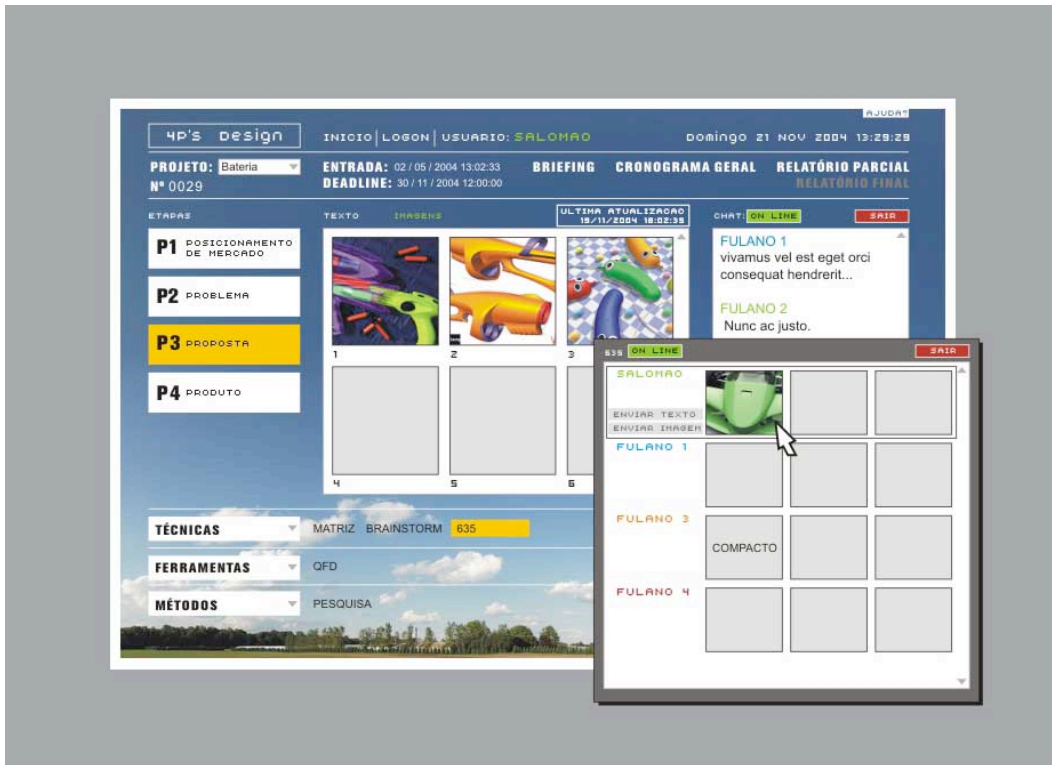 AJUDA?
4P'S Design
INICIO | LOGON | USUARIO: SALOMAO
Domingo 21 NOV 2004 13:29:29
PROJETO: Bateria
Nº 0029
ENTRADA: 02 / 05 / 2004 13:02:33
DEADLINE: 30 / 11 / 2004 12:00:00
BRIEFING
CRONOGRAMA GERAL
RELATÓRIO PARCIAL
RELATÓRIO FINAL
ETAPAS
P1 POSICIONAMENTO
DE MERCADO
P2 PROBLEMA
P3 PROPOSTA
P4 PRODUTO
TEXTO
IMAGENS
ULTIMA ATUALIZACAO
19/11/2004 18:02:35
1
2
3
4
5
6
CHAT: ON LINE
SAIR
FULANO 1
vivamus vel est eget orci
consequat hendrerit...
FULANO 2
Nunc ac justo.
TÉCNICAS
MATRIZ BRAINSTORM 635
FERRAMENTAS
QFD
MÉTODOS
PESQUISA
635 ON LINE
SAIR
SALOMAO
ENVIAR TEXTO
ENVIAR IMAGEM
FULANO 1
FULANO 3
COMPACTO
FULANO 4